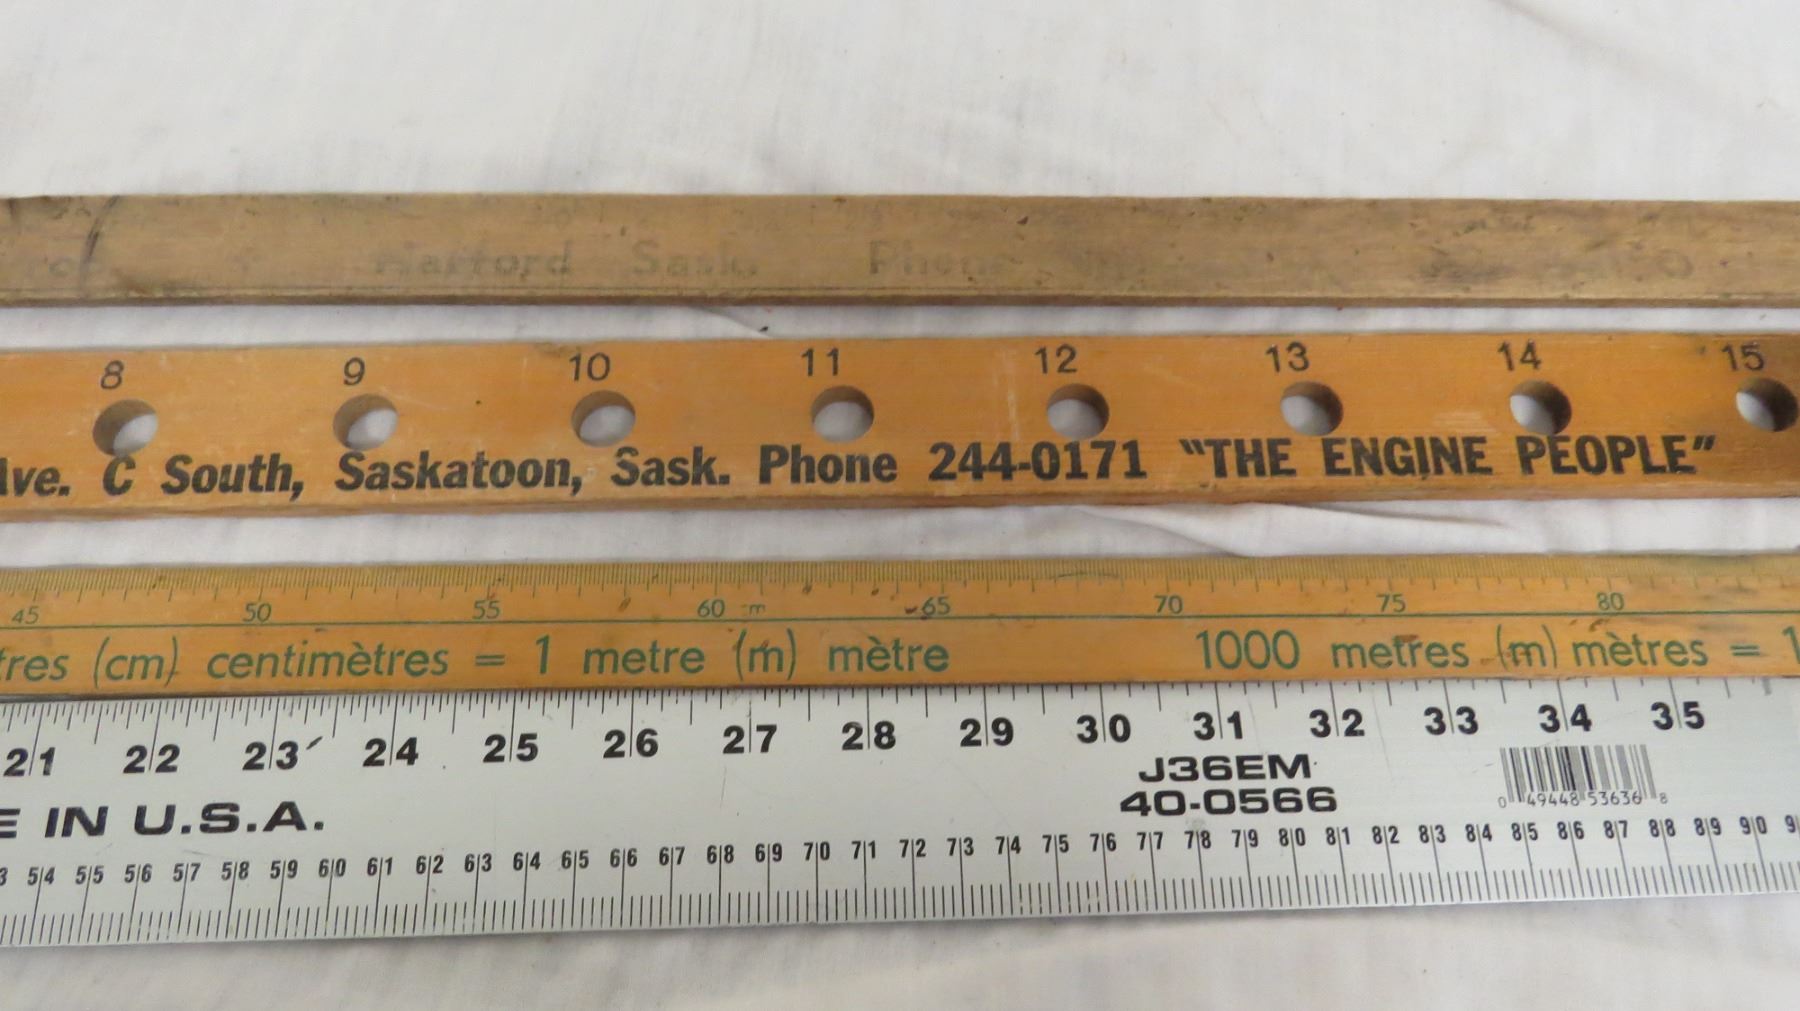 Hafford Sask. Phone
8 9 10 11 12 13 14 15
Ave. C South, Saskatoon, Sask. Phone 244-0171 "THE ENGINE PEOPLE"
45 50 55 60 m 65 70 75 80
tres (cm) centimètres = 1 metre (m) mètre 1000 metres (m) mètres = 1
21 22 23 24 25 26 27 28 29 30 31 32 33 34 35
J36EM
40-0566
0 49448 53636 8
E IN U.S.A.
3 54 55 56 57 58 59 60 61 62 63 64 65 66 67 68 69 70 71 72 73 74 75 76 77 78 79 80 81 82 83 84 85 86 87 88 89 90 9